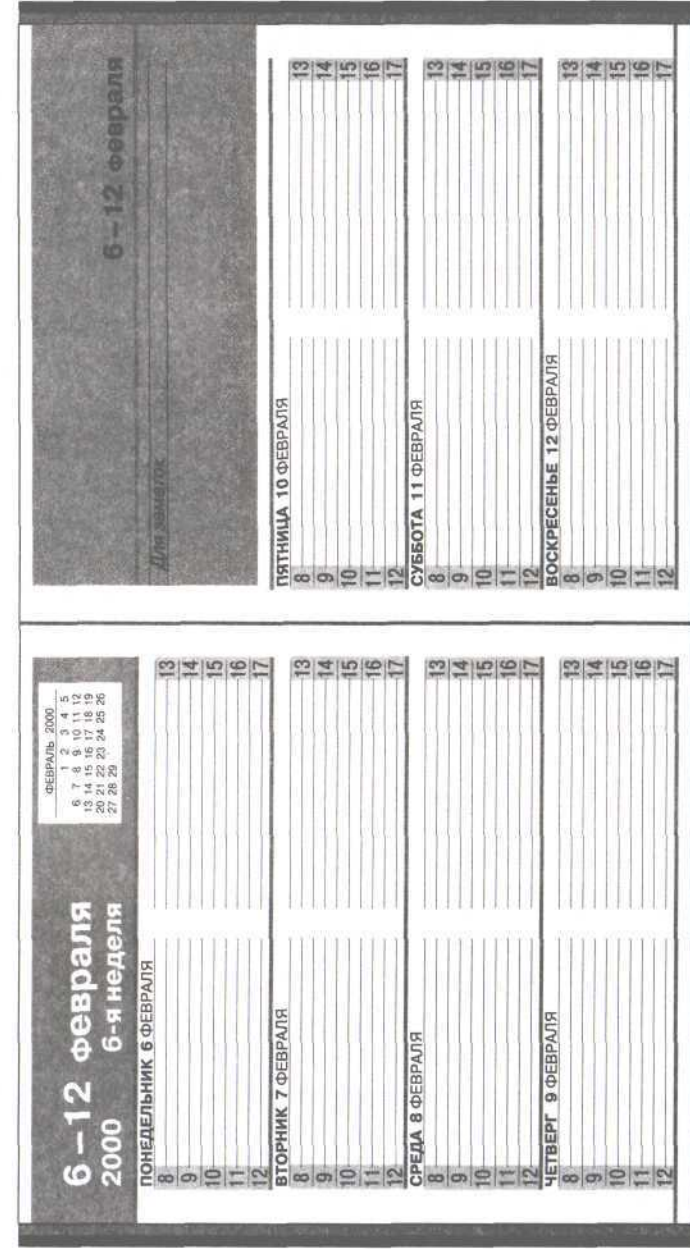 6–12 февраля
2000 6-я неделя
ФЕВРАЛЬ 2000
1 2 3 4 5
6 7 8 9 10 11 12
13 14 15 16 17 18 19
20 21 22 23 24 25 26
27 28 29
ПОНЕДЕЛЬНИК 6 ФЕВРАЛЯ
8 13
9 14
10 15
11 16
12 17
ВТОРНИК 7 ФЕВРАЛЯ
8 13
9 14
10 15
11 16
12 17
СРЕДА 8 ФЕВРАЛЯ
8 13
9 14
10 15
11 16
12 17
ЧЕТВЕРГ 9 ФЕВРАЛЯ
8 13
9 14
10 15
11 16
12 17
6–12 февраля
Для заметок
ПЯТНИЦА 10 ФЕВРАЛЯ
8 13
9 14
10 15
11 16
12 17
СУББОТА 11 ФЕВРАЛЯ
8 13
9 14
10 15
11 16
12 17
ВОСКРЕСЕНЬЕ 12 ФЕВРАЛЯ
8 13
9 14
10 15
11 16
12 17